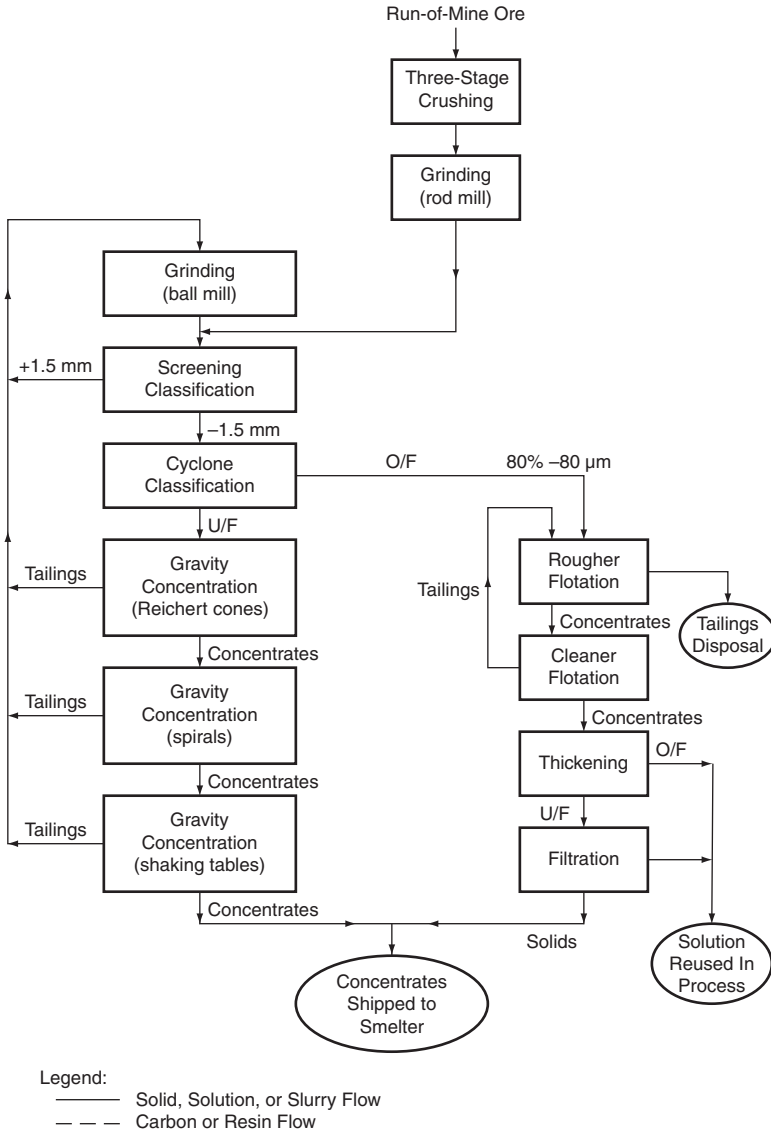 Run-of-Mine Ore
Three-Stage
Crushing
Grinding
(rod mill)
Grinding
(ball mill)
+1.5 mm
Screening
Classification
–1.5 mm
Cyclone
Classification
O/F
80% –80 µm
U/F
Tailings
Gravity
Concentration
(Reichert cones)
Concentrates
Tailings
Gravity
Concentration
(spirals)
Concentrates
Tailings
Gravity
Concentration
(shaking tables)
Concentrates
Rougher
Flotation
Tailings
Concentrates
Tailings
Disposal
Cleaner
Flotation
Concentrates
Thickening
O/F
U/F
Filtration
Solids
Solution
Reused In
Process
Concentrates
Shipped to
Smelter
Legend:
Solid, Solution, or Slurry Flow
Carbon or Resin Flow